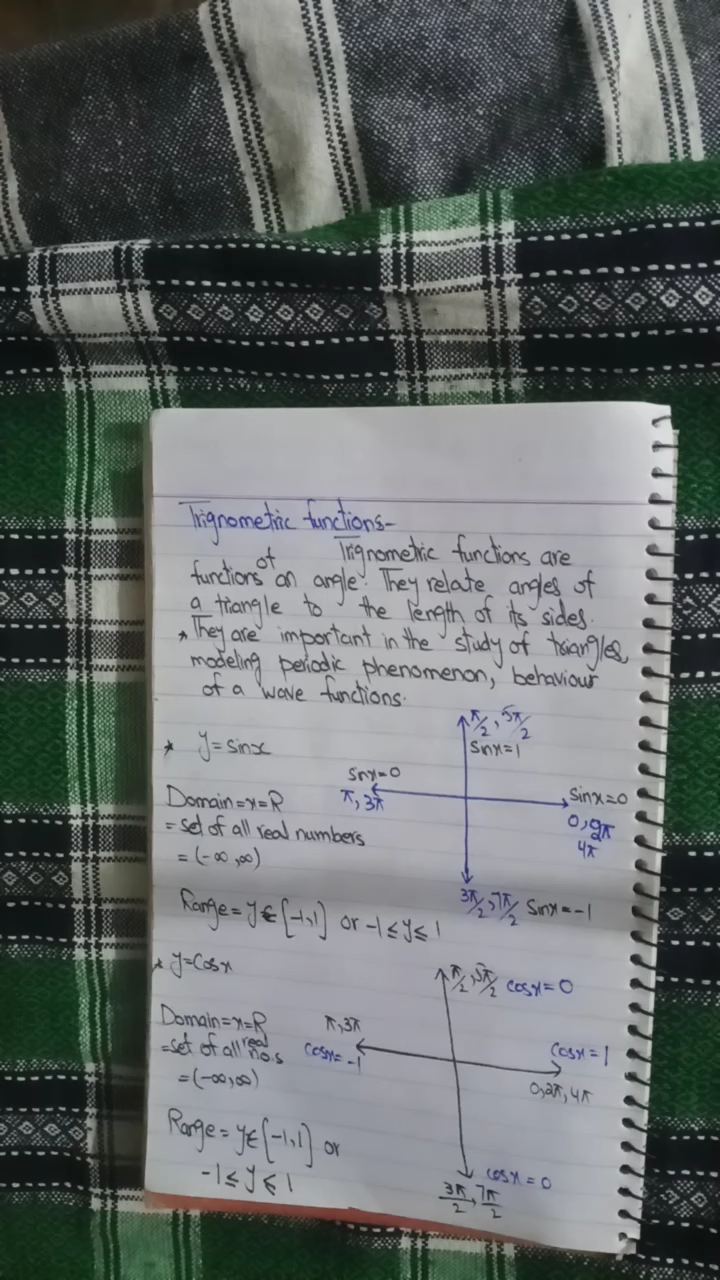 Trignometric functions-
Trignometric functions are
functions of an angle. They relate angles of
a triangle to the length of its sides.
* They are important in the study of triangles,
modeling periodic phenomenon, behaviour
of a wave functions.
* y=sinx
π/2, 5π/2
sinx=1
sinx=0
π, 3π
sinx=0
0, 2π
4π
Domain=x=R
=set of all real numbers
= (-∞,∞)
3π/2, 7π/2 sinx=-1
Range= y∈[-1,1] or -1≤y≤1
* y=cosx
π/2, 5π/2 cosx=0
Domain=x=R
=set of all real no.s
=(-∞,∞)
π, 3π
cosx=-1
cosx=1
0,2π,4π
Range= y∈[-1,1] or
-1≤y≤1
cosx=0
3π/2, 7π/2